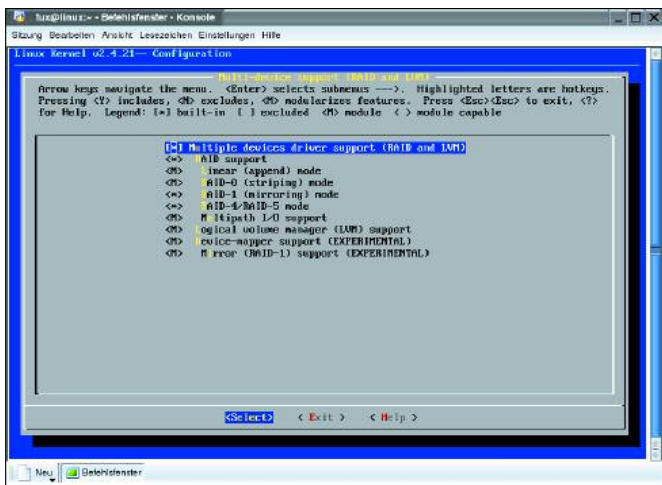 tux@linux:~ - Befehlsfenster - Konsole
Sitzung Bearbeiten Ansicht Lesezeichen Einstellungen Hilfe
Linux Kernel v2.4.21— Configuration
Multi-device support (RAID and LVM)
Arrow keys navigate the menu. <Enter> selects submenus --->. Highlighted letters are hotkeys.
Pressing <Y> includes, <N> excludes, <M> modularizes features. Press <Esc><Esc> to exit, <?>
for Help. Legend: [*] built-in [ ] excluded <M> module < > module capable
[*] Multiple devices driver support (RAID and LVM)
<*> RAID support
<M> Linear (append) mode
<M> RAID-0 (striping) mode
<*> RAID-1 (mirroring) mode
<*> RAID-4/RAID-5 mode
<M> Multipath I/O support
<M> Logical volume manager (LVM) support
<M> Device-mapper support (EXPERIMENTAL)
<M> Mirror (RAID-1) support (EXPERIMENTAL)
<Select> < Exit > < Help >
Neu Befehlsfenster